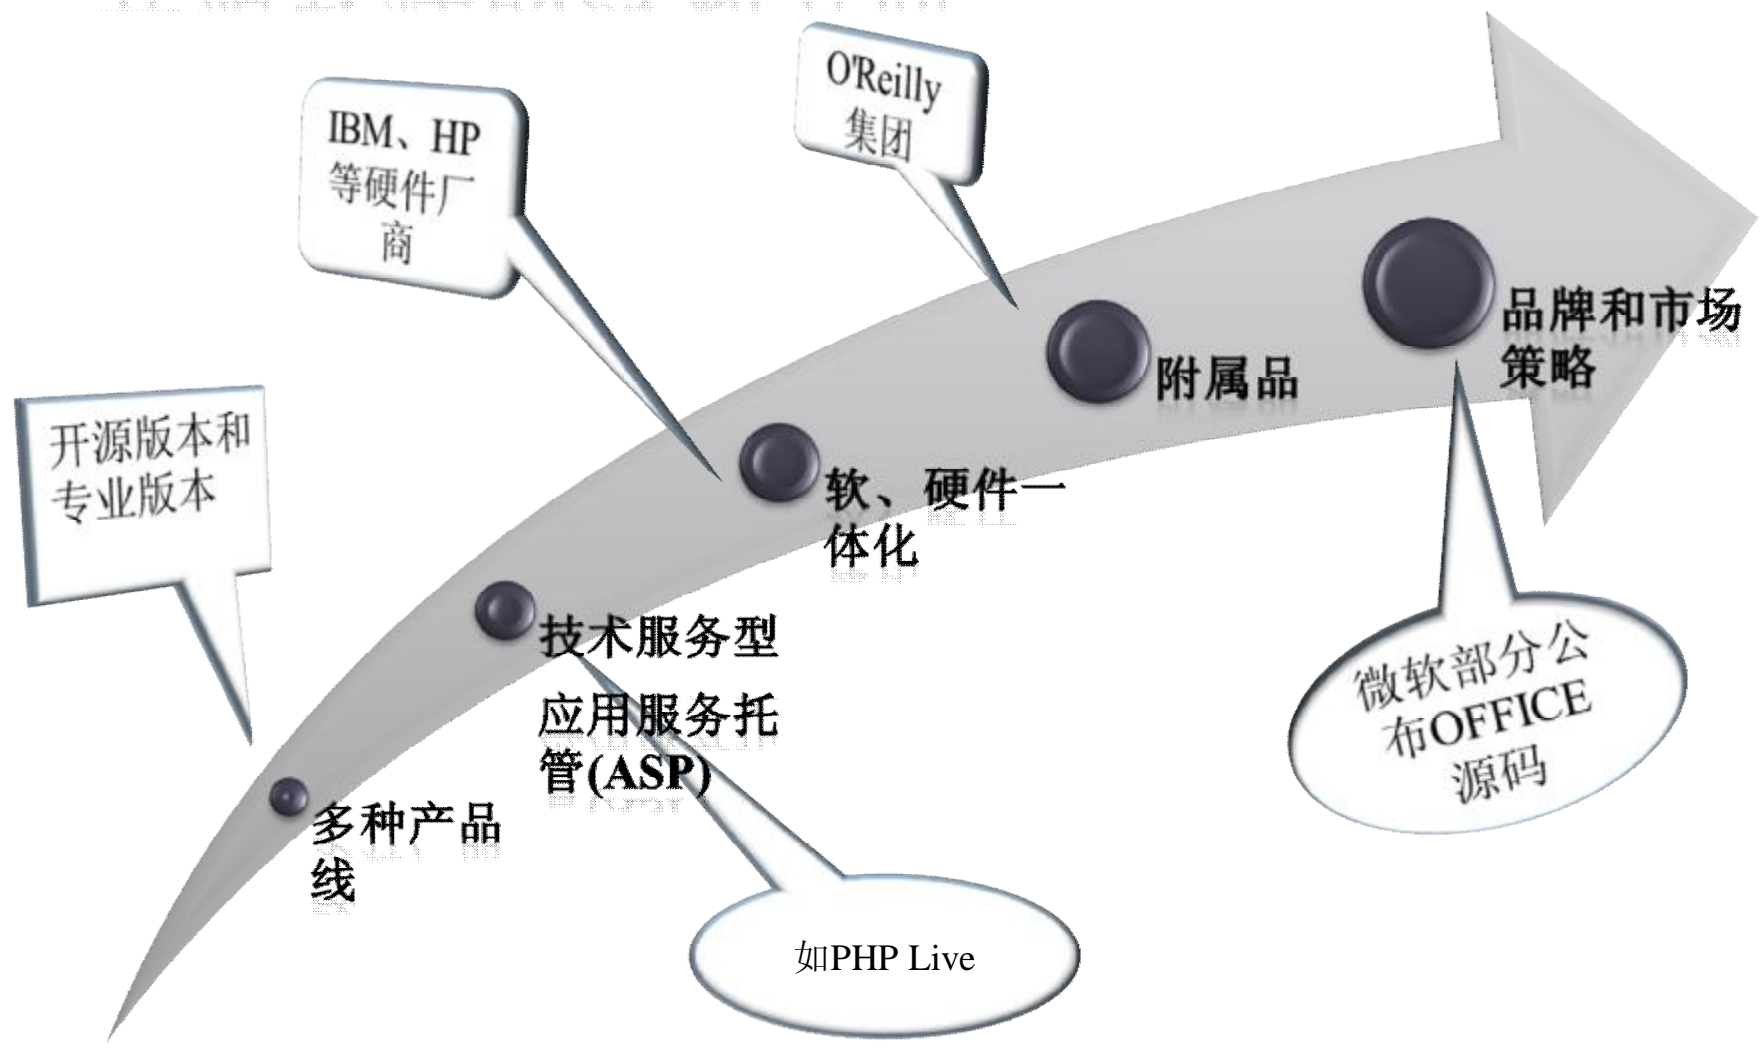 O'Reilly
集团
IBM、HP
等硬件厂
商
品牌和市场
策略
附属品
开源版本和
专业版本
软、硬件一
体化
技术服务型
应用服务托
管(ASP)
多种产品
线
微软部分公
布OFFICE
源码
如PHP Live